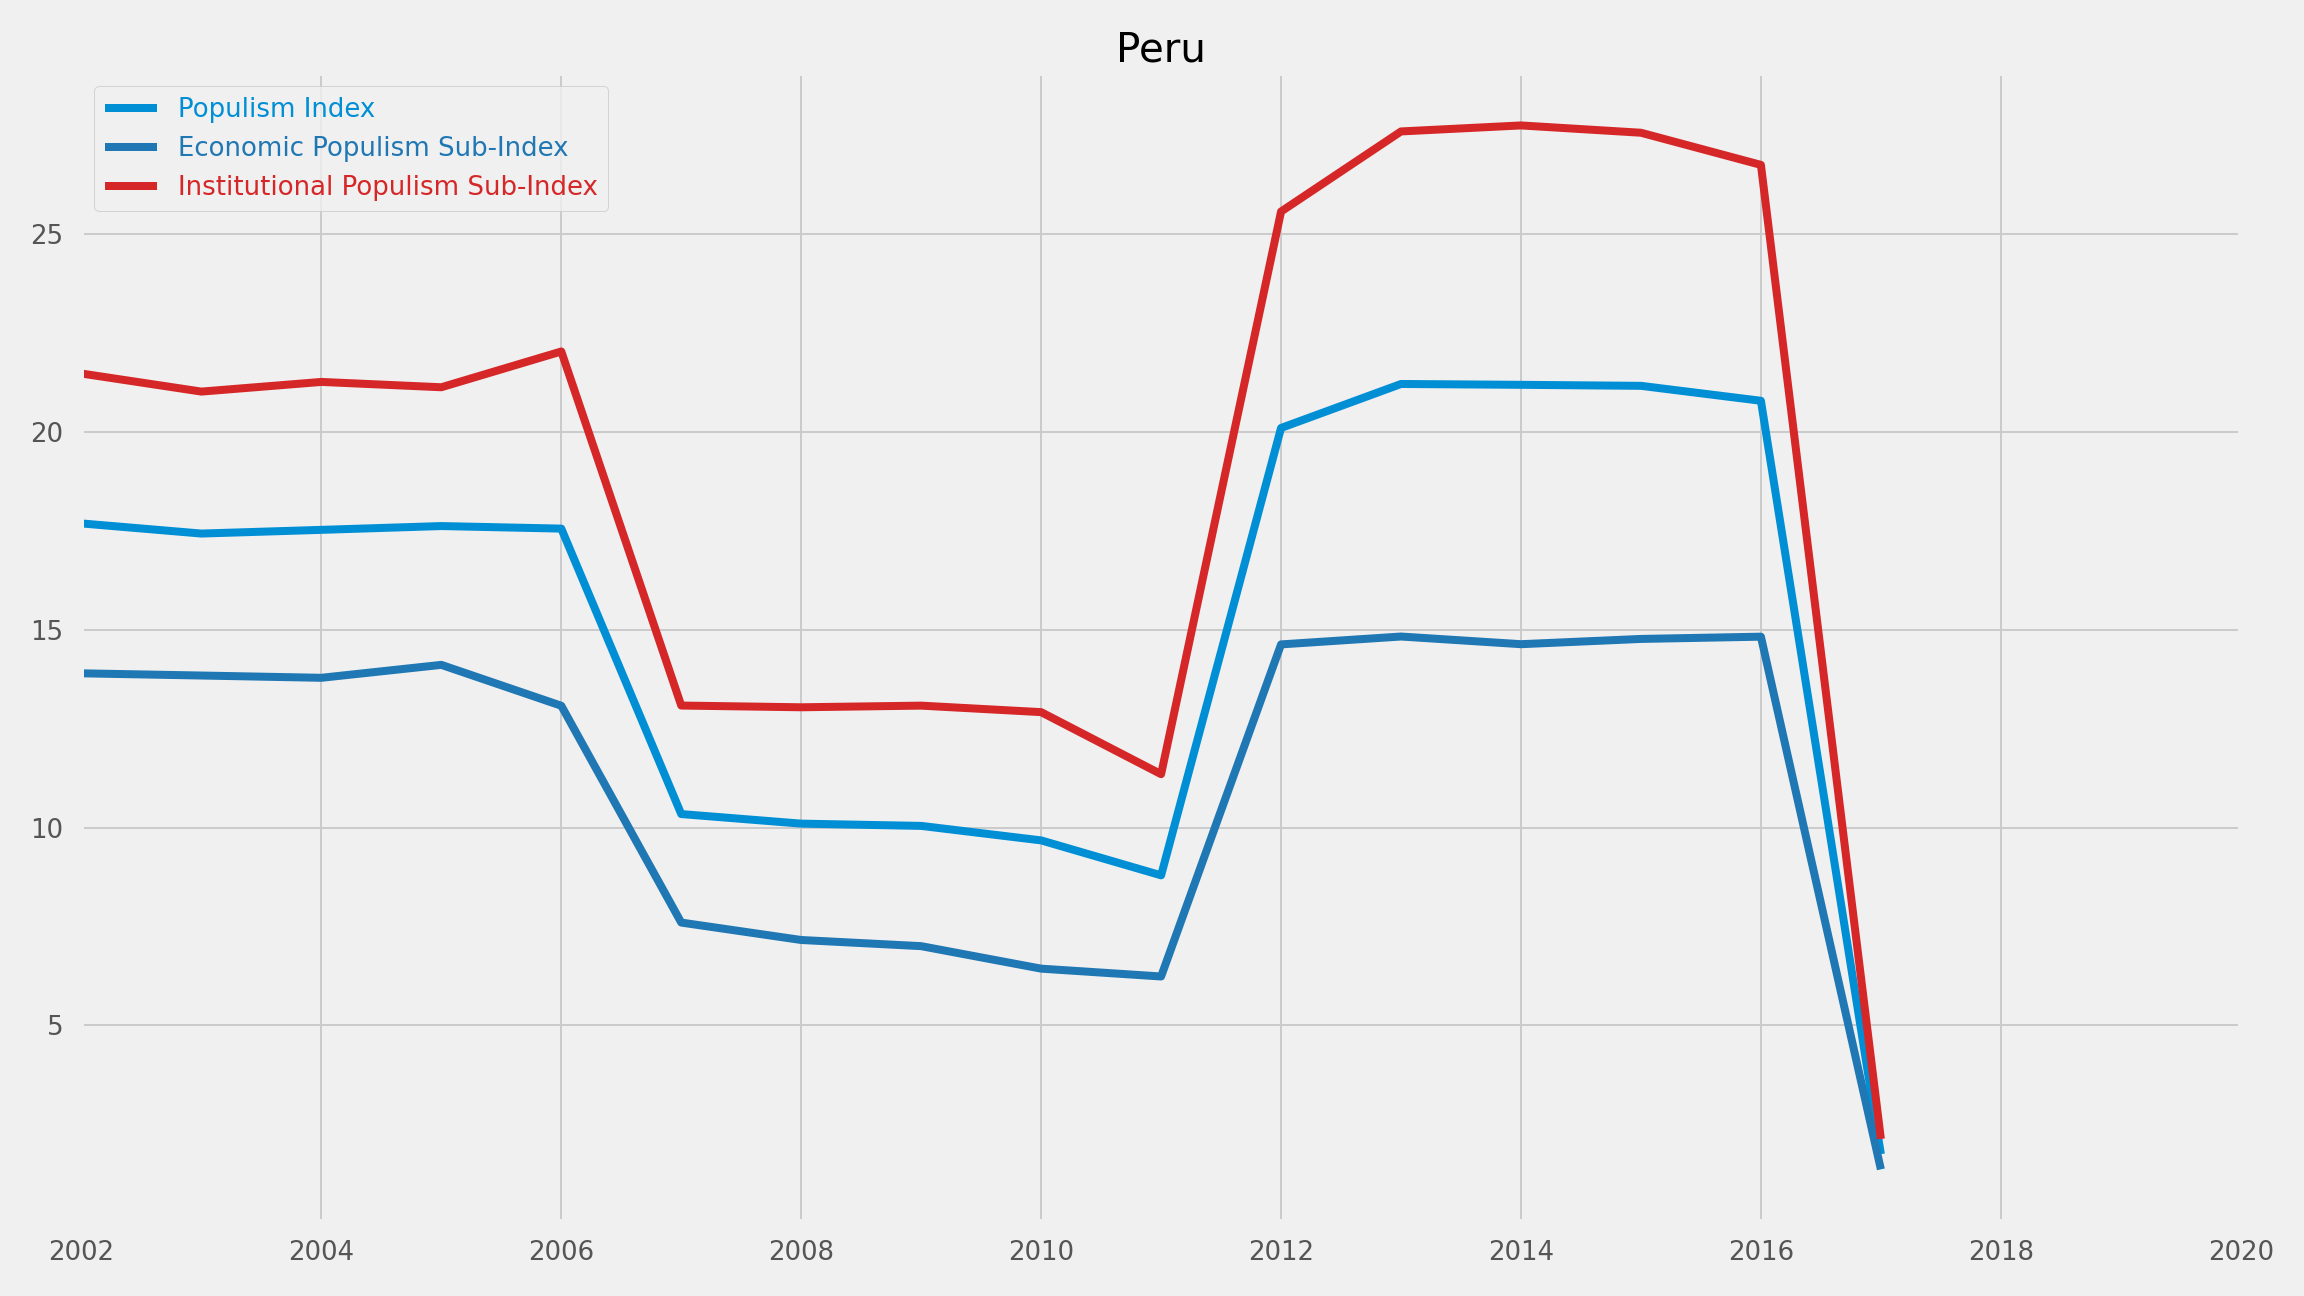 Peru
Populism Index
Economic Populism Sub-Index
Institutional Populism Sub-Index
25
20
15
10
5
2002 2004 2006 2008 2010 2012 2014 2016 2018 2020